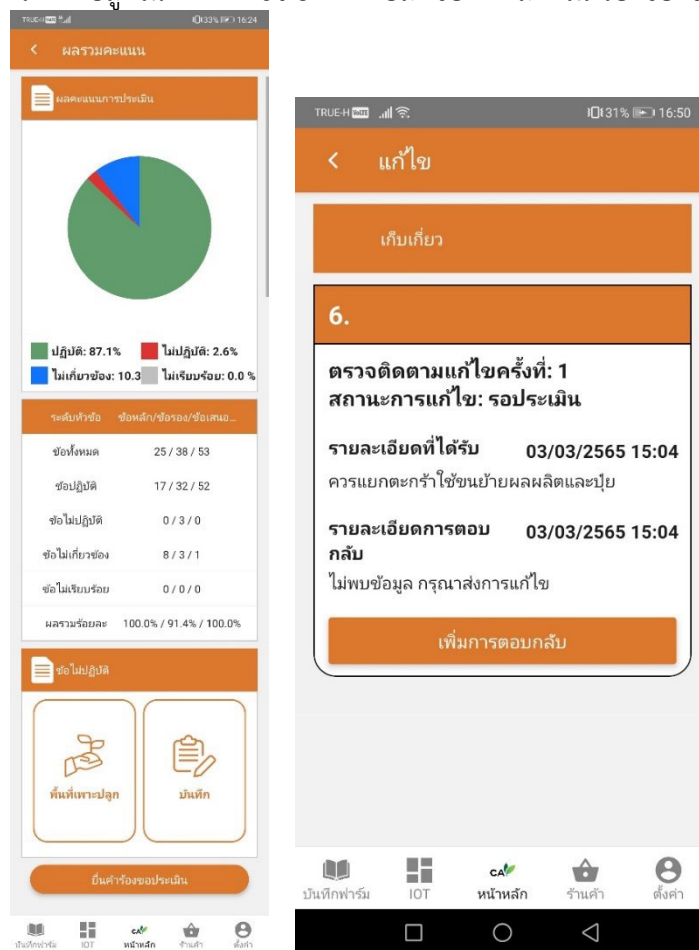 TRUE-H VoLTE 33% 16:24
ผลรวมคะแนน
ผลคะแนนการประเมิน
ปฏิบัติ: 87.1%
ไม่ปฏิบัติ: 2.6%
ไม่เกี่ยวข้อง: 10.3
ไม่เรียบร้อย: 0.0 %
ระดับหัวข้อ ข้อหลัก/ข้อรอง/ข้อเสนอ...
ข้อทั้งหมด 25 / 38 / 53
ข้อปฏิบัติ 17 / 32 / 52
ข้อไม่ปฏิบัติ 0 / 3 / 0
ข้อไม่เกี่ยวข้อง 8 / 3 / 1
ข้อไม่เรียบร้อย 0 / 0 / 0
ผลรวมร้อยละ 100.0% / 91.4% / 100.0%
ข้อไม่ปฏิบัติ
พื้นที่เพาะปลูก
บันทึก
ยื่นคำร้องขอประเมิน
บันทึกฟาร์ม IOT หน้าหลัก ร้านค้า ตั้งค่า
TRUE-H VoLTE 31% 16:50
แก้ไข
เก็บเกี่ยว
6.
ตรวจติดตามแก้ไขครั้งที่: 1
สถานะการแก้ไข: รอประเมิน
รายละเอียดที่ได้รับ 03/03/2565 15:04
ควรแยกตะกร้าใช้ขนย้ายผลผลิตและปุ๋ย
รายละเอียดการตอบ 03/03/2565 15:04
กลับ
ไม่พบข้อมูล กรุณาส่งการแก้ไข
เพิ่มการตอบกลับ
CA
บันทึกฟาร์ม IOT หน้าหลัก ร้านค้า ตั้งค่า